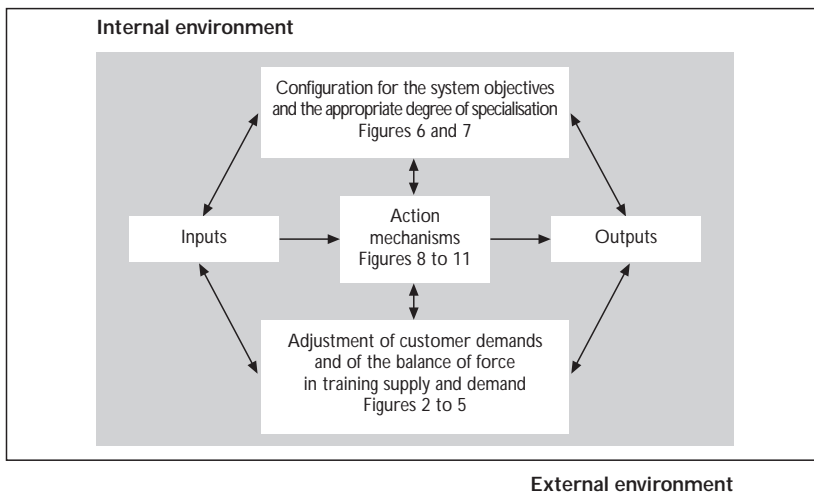 Internal environment
Configuration for the system objectives
and the appropriate degree of specialisation
Figures 6 and 7
Inputs
Action
mechanisms
Figures 8 to 11
Outputs
Adjustment of customer demands
and of the balance of force
in training supply and demand
Figures 2 to 5
External environment